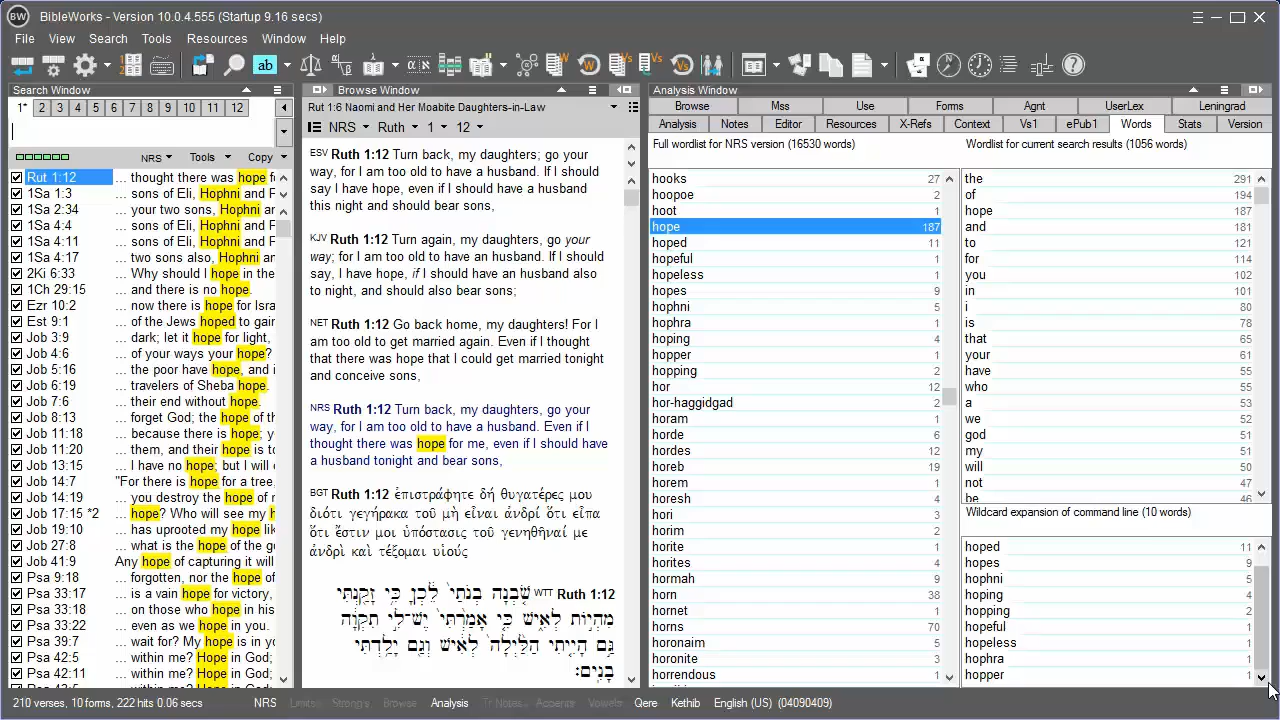 BW BibleWorks - Version 10.0.4.555 (Startup 9.16 secs)
File View Search Tools Resources Window Help
Search Window
1* 2 3 4 5 6 7 8 9 10 11 12
NRS Tools Copy
Rut 1:12 ... thought there was hope f
1Sa 1:3 ... sons of Eli, Hophni and F
1Sa 2:34 ... your two sons, Hophni ar
1Sa 4:4 ... sons of Eli, Hophni and F
1Sa 4:11 ... sons of Eli, Hophni and F
1Sa 4:17 ... two sons also, Hophni an
2Ki 6:33 ... Why should I hope in the
1Ch 29:15 ... and there is no hope.
Ezr 10:2 ... now there is hope for Isra
Est 9:1 ... of the Jews hoped to gain
Job 3:9 ... dark; let it hope for light,
Job 4:6 ... of your ways your hope?
Job 5:16 ... the poor have hope, and i
Job 6:19 ... travelers of Sheba hope.
Job 7:6 ... their end without hope.
Job 8:13 ... forget God; the hope of th
Job 11:18 ... because there is hope; y
Job 11:20 ... them, and their hope is to
Job 13:15 ... I have no hope; but I will
Job 14:7 "For there is hope for a tree,
Job 14:19 ... you destroy the hope of r
Job 17:15 *2 ... hope? Who will see my h
Job 19:10 ... has uprooted my hope lik
Job 27:8 ... what is the hope of the g
Job 41:9 Any hope of capturing it will
Psa 9:18 ... forgotten, nor the hope of
Psa 33:17 ... is a vain hope for victory,
Psa 33:18 ... on those who hope in his
Psa 33:22 ... even as we hope in you.
Psa 39:7 ... wait for? My hope is in yo
Psa 42:5 ... within me? Hope in God;
Psa 42:11 ... within me? Hope in God;
Browse Window
Rut 1:6 Naomi and Her Moabite Daughters-in-Law
NRS Ruth 1 12
ESV Ruth 1:12 Turn back, my daughters; go your
way, for I am too old to have a husband. If I should
say I have hope, even if I should have a husband
this night and should bear sons,
KJV Ruth 1:12 Turn again, my daughters, go your
way; for I am too old to have an husband. If I should
say, I have hope, if I should have an husband also
to night, and should also bear sons;
NET Ruth 1:12 Go back home, my daughters! For I
am too old to get married again. Even if I thought
that there was hope that I could get married tonight
and conceive sons,
NRS Ruth 1:12 Turn back, my daughters, go your
way, for I am too old to have a husband. Even if I
thought there was hope for me, even if I should have
a husband tonight and bear sons,
BGT Ruth 1:12 ἐπιστράφητε δή θυγατέρες μου
διότι γεγήρακα τοῦ μὴ εἶναι ἀνδρί ὅτι εἶπα
ὅτι ἔστιν μοι ὑπόστασις τοῦ γενηθῆναί με
ἀνδρὶ καὶ τέξομαι υἱούς
WTT Ruth 1:12 שֹׁ֤בְנָה בְנֹתַי֙ לֵ֔כְןָ כִּ֥י זָקַ֖נְתִּי
מִהְי֣וֹת לְאִ֑ישׁ כִּ֤י אָמַ֙רְתִּי֙ יֶשׁ־לִ֣י תִקְוָ֔ה
גַּ֣ם הָיִ֤יתִי הַלַּ֙יְלָה֙ לְאִ֔ישׁ וְגַ֖ם יָלַ֥דְתִּי
בָנִֽים׃
Analysis Window
Browse Mss Use Forms Agnt UserLex Leningrad
Analysis Notes Editor Resources X-Refs Context Vs1 ePub1 Words Stats Version
Full wordlist for NRS version (16530 words)
hooks 27
hoopoe 2
hoot 1
hope 187
hoped 11
hopeful 1
hopeless 1
hopes 9
hophni 5
hophra 1
hoping 4
hopper 1
hopping 2
hor 12
hor-haggidgad 2
horam 1
horde 6
hordes 12
horeb 19
horem 1
horesh 4
hori 3
horim 2
horite 1
horites 4
hormah 9
horn 38
hornet 1
horns 70
horonaim 5
horonite 3
horrendous 1
Wordlist for current search results (1056 words)
the 291
of 194
hope 187
and 181
to 121
for 114
you 102
in 101
i 80
is 78
that 65
your 61
have 55
who 55
a 53
we 52
god 51
my 51
will 50
not 47
be 46
Wildcard expansion of command line (10 words)
hoped 11
hopes 9
hophni 5
hoping 4
hopping 2
hopeful 1
hopeless 1
hophra 1
hopper 1
210 verses, 10 forms, 222 hits 0.06 secs NRS Limits Strong's Browse Analysis Tr Notes Accents Vowels Qere Kethib English (US) (04090409)